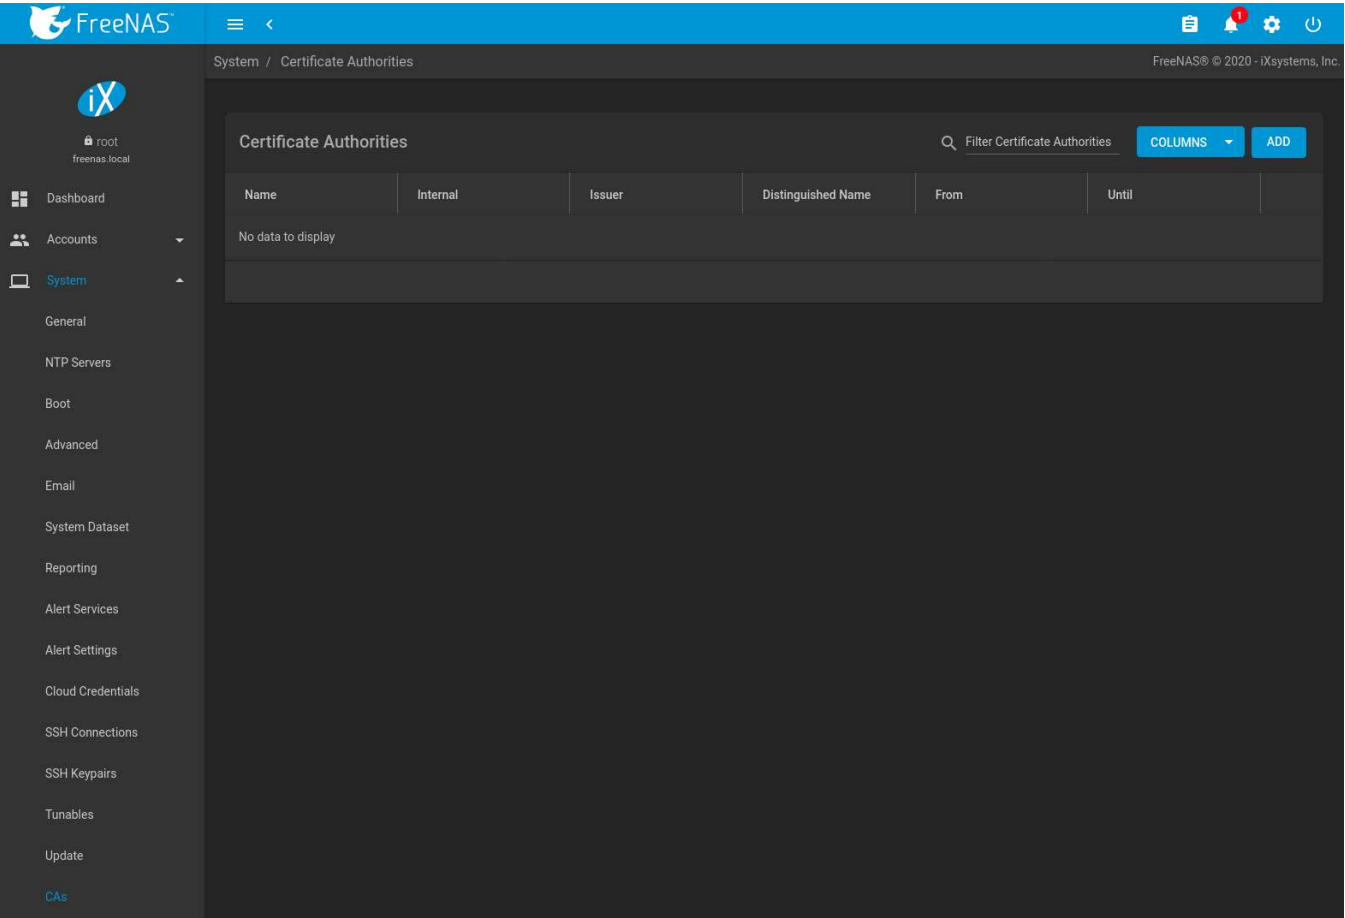 FreeNAS™
1
System / Certificate Authorities
FreeNAS® © 2020 - iXsystems, Inc.
iX
root
freenas.local
Dashboard
Accounts
System
General
NTP Servers
Boot
Advanced
Email
System Dataset
Reporting
Alert Services
Alert Settings
Cloud Credentials
SSH Connections
SSH Keypairs
Tunables
Update
CAs
Certificate Authorities
Filter Certificate Authorities
COLUMNS
ADD
Name Internal Issuer Distinguished Name From Until
No data to display